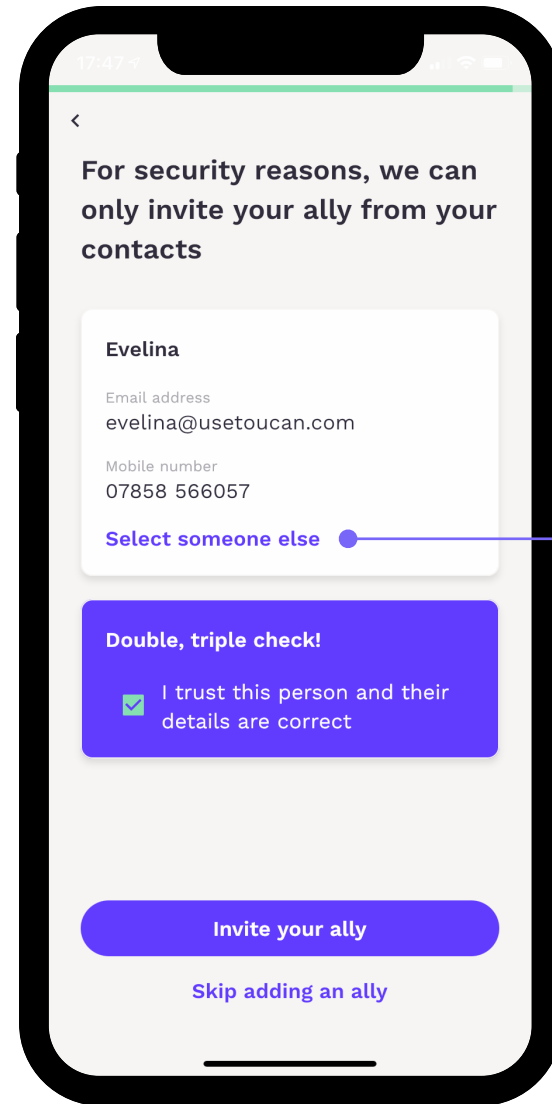 17:47
For security reasons, we can
only invite your ally from your
contacts
Evelina
Email address
evelina@usetoucan.com
Mobile number
07858 566057
Select someone else
Double, triple check!
I trust this person and their
details are correct
Invite your ally
Skip adding an ally